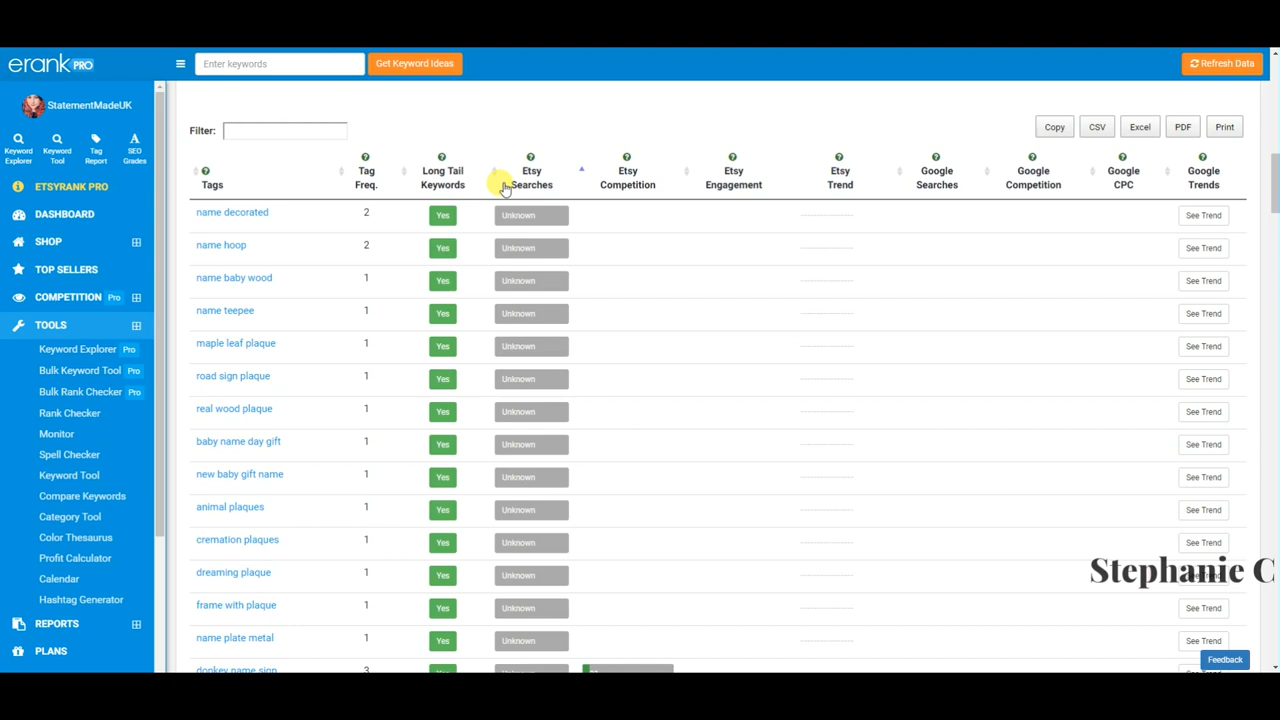 erank PRO
Enter keywords
Get Keyword Ideas
Refresh Data
StatementMadeUK
Keyword Explorer
Keyword Tool
Tag Report
SEO Grades
ETSYRANK PRO
DASHBOARD
SHOP
TOP SELLERS
COMPETITION Pro
TOOLS
Keyword Explorer Pro
Bulk Keyword Tool Pro
Bulk Rank Checker Pro
Rank Checker
Monitor
Spell Checker
Keyword Tool
Compare Keywords
Category Tool
Color Thesaurus
Profit Calculator
Calendar
Hashtag Generator
REPORTS
PLANS
Filter:
Copy CSV Excel PDF Print
Tags Tag Freq. Long Tail Keywords Etsy Searches Etsy Competition Etsy Engagement Etsy Trend Google Searches Google Competition Google CPC Google Trends
name decorated 2 Yes Unknown See Trend
name hoop 2 Yes Unknown See Trend
name baby wood 1 Yes Unknown See Trend
name teepee 1 Yes Unknown See Trend
maple leaf plaque 1 Yes Unknown See Trend
road sign plaque 1 Yes Unknown See Trend
real wood plaque 1 Yes Unknown See Trend
baby name day gift 1 Yes Unknown See Trend
new baby gift name 1 Yes Unknown See Trend
animal plaques 1 Yes Unknown See Trend
cremation plaques 1 Yes Unknown See Trend
dreaming plaque 1 Yes Unknown See Trend
frame with plaque 1 Yes Unknown See Trend
name plate metal 1 Yes Unknown See Trend
donkey name sign 3 Yes Unknown See Trend
Stephanie C
Feedback